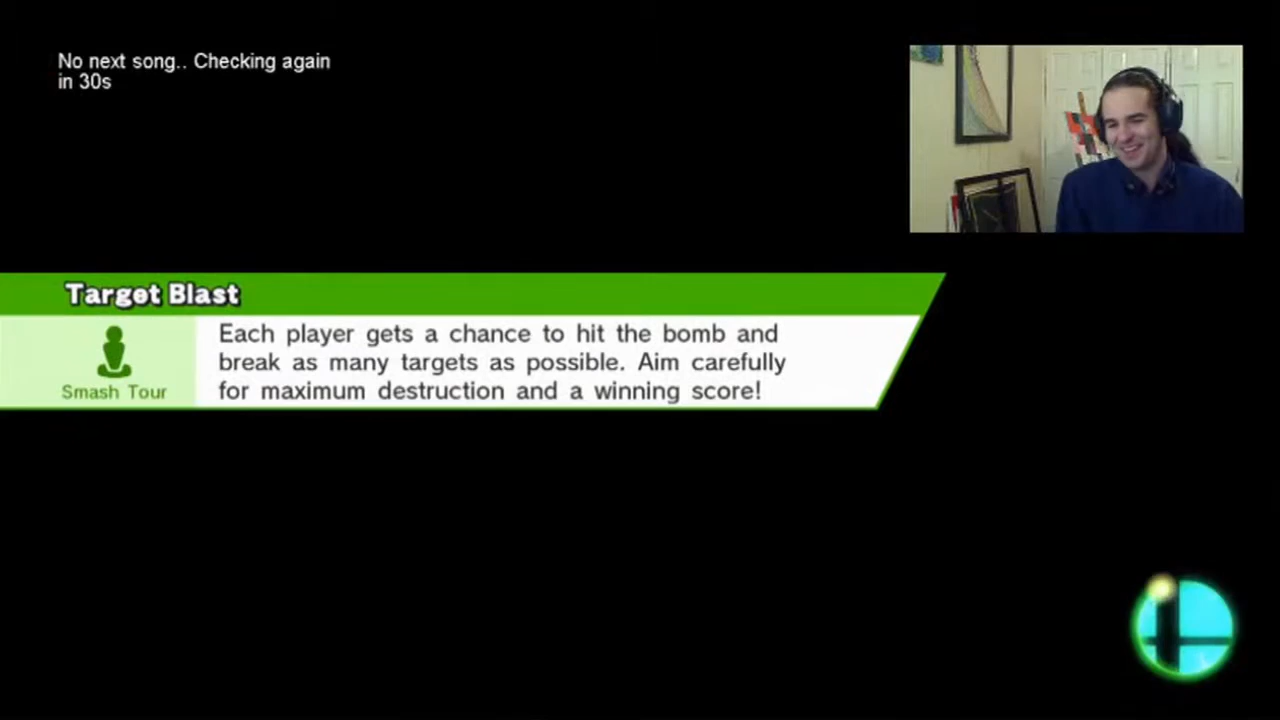 No next song.. Checking again
in 30s
Target Blast
Each player gets a chance to hit the bomb and
break as many targets as possible. Aim carefully
for maximum destruction and a winning score!
Smash Tour